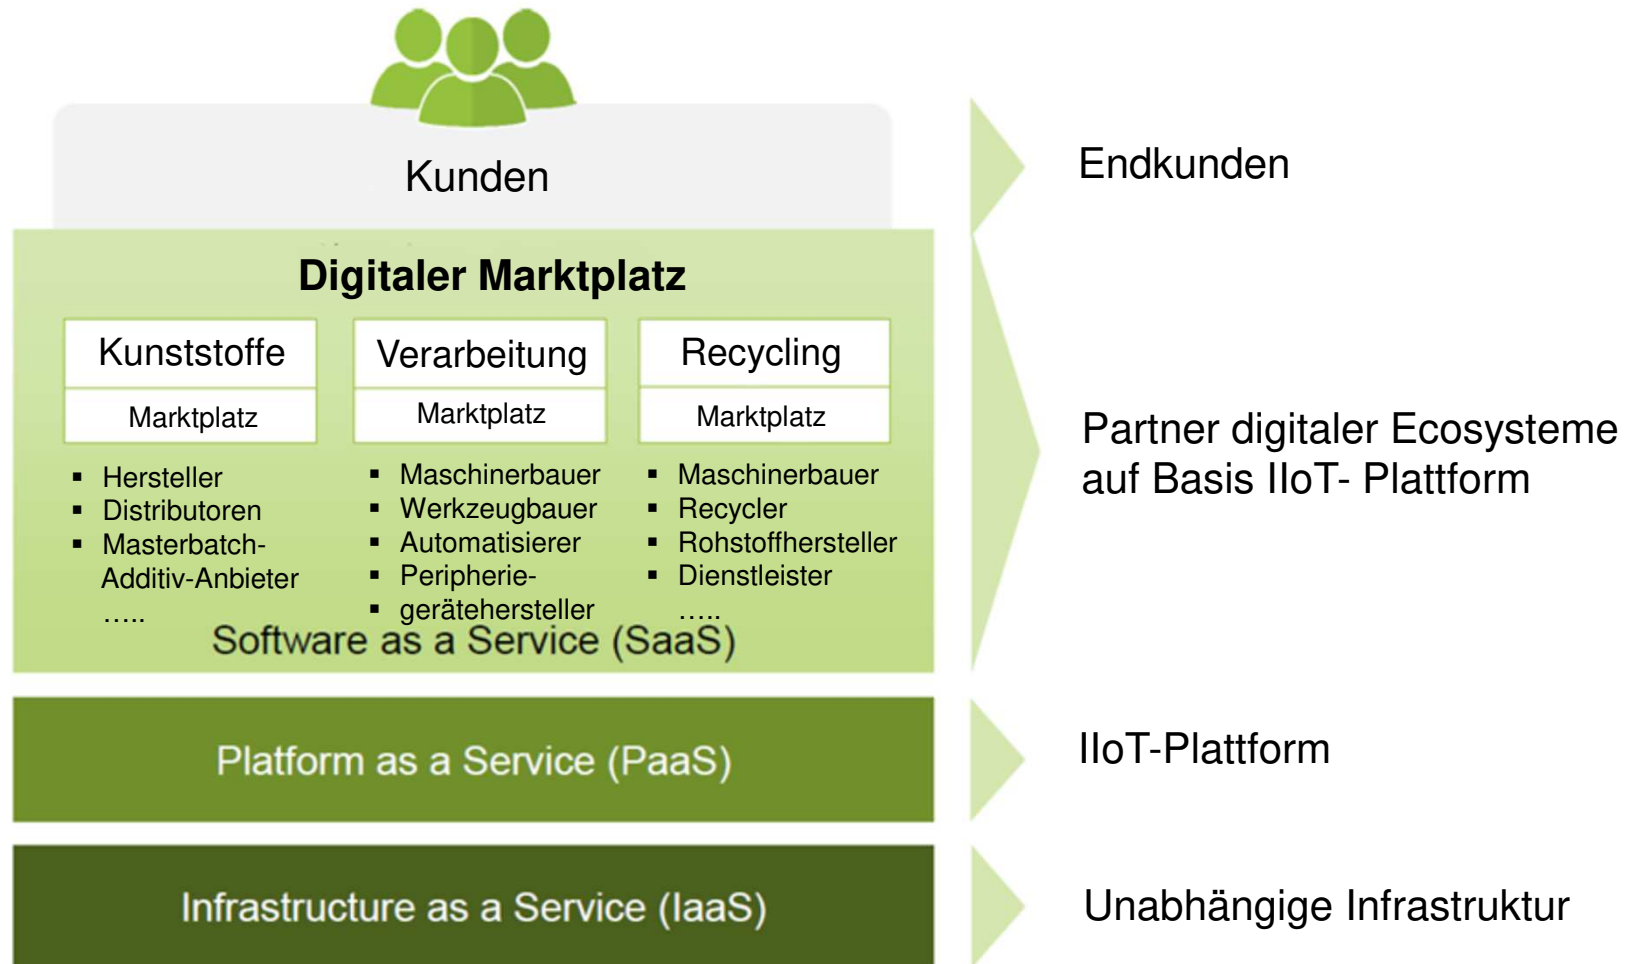 Kunden
Endkunden
Digitaler Marktplatz
Kunststoffe
Marktplatz
▪ Hersteller
▪ Distributoren
▪ Masterbatch-
Additiv-Anbieter
…..
Verarbeitung
Marktplatz
▪ Maschinerbauer
▪ Werkzeugbauer
▪ Automatisierer
▪ Peripherie-
▪ gerätehersteller
Recycling
Marktplatz
▪ Maschinerbauer
▪ Recycler
▪ Rohstoffhersteller
▪ Dienstleister
…..
Software as a Service (SaaS)
Partner digitaler Ecosysteme
auf Basis IIoT- Plattform
Platform as a Service (PaaS)
IIoT-Plattform
Infrastructure as a Service (IaaS)
Unabhängige Infrastruktur